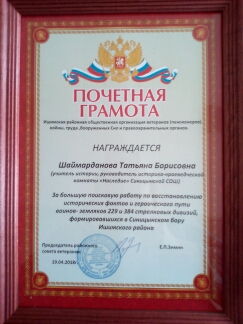 ПОЧЕТНАЯ
ГРАМОТА
Ишимская районная общественная организация ветеранов (пенсионеров)
войны, труда, Вооруженных Сил и правоохранительных органов
НАГРАЖДАЕТСЯ
Шаймарданова Татьяна Борисовна
(учитель истории, руководитель историко-краеведческой
комнаты «Наследие» Синицынской СОШ)
За большую поисковую работу по восстановлению
исторических фактов и героического пути
воинов- земляков 229 и 384 стрелковых дивизий,
формировавшихся в Синицынском бору
Ишимского района
Председатель районного
совета ветеранов:
Е.П.Зимин
19.04.2018г